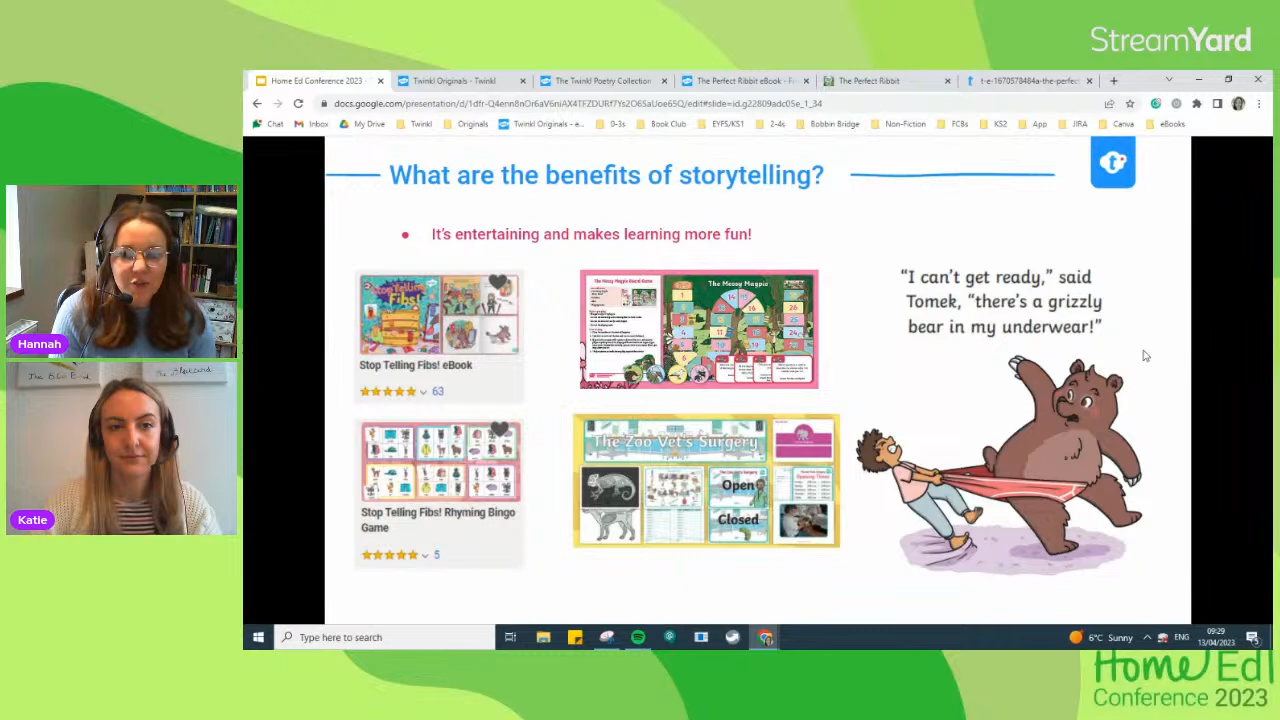 StreamYard
Home Ed Conference 2023 -
Twinkl Originals - Twinkl
The Twinkl Poetry Collection
The Perfect Ribbit eBook - F
The Perfect Ribbit
t-e-1670578484a-the-perfec
docs.google.com/presentation/d/1dfr-Q4enn8nOr6aV6niAX4TFZDURf7Ys2O6SaUoe65Q/edit#slide=id.g22809adc05e_1_34
Chat
Inbox
My Drive
Twinkl
Originals
Twinkl Originals - e...
0-3s
Book Club
EYFS/KS1
2-4s
Bobbin Bridge
Non-Fiction
FCBs
KS2
App
JIRA
Canva
eBooks
What are the benefits of storytelling?
t
• It's entertaining and makes learning more fun!
Stop Telling Fibs!
Stop Telling Fibs! eBook
63
Stop Telling Fibs! Rhyming Bingo
Game
5
The Messy Magpie Board Game
The Messy Magpie
The Zoo Vet's Surgery
Open
Closed
"I can't get ready," said
Tomek, "there's a grizzly
bear in my underwear!"
Hannah
Katie
Type here to search
6°C Sunny
ENG
09:29
13/04/2023
Home Ed
Conference 2023